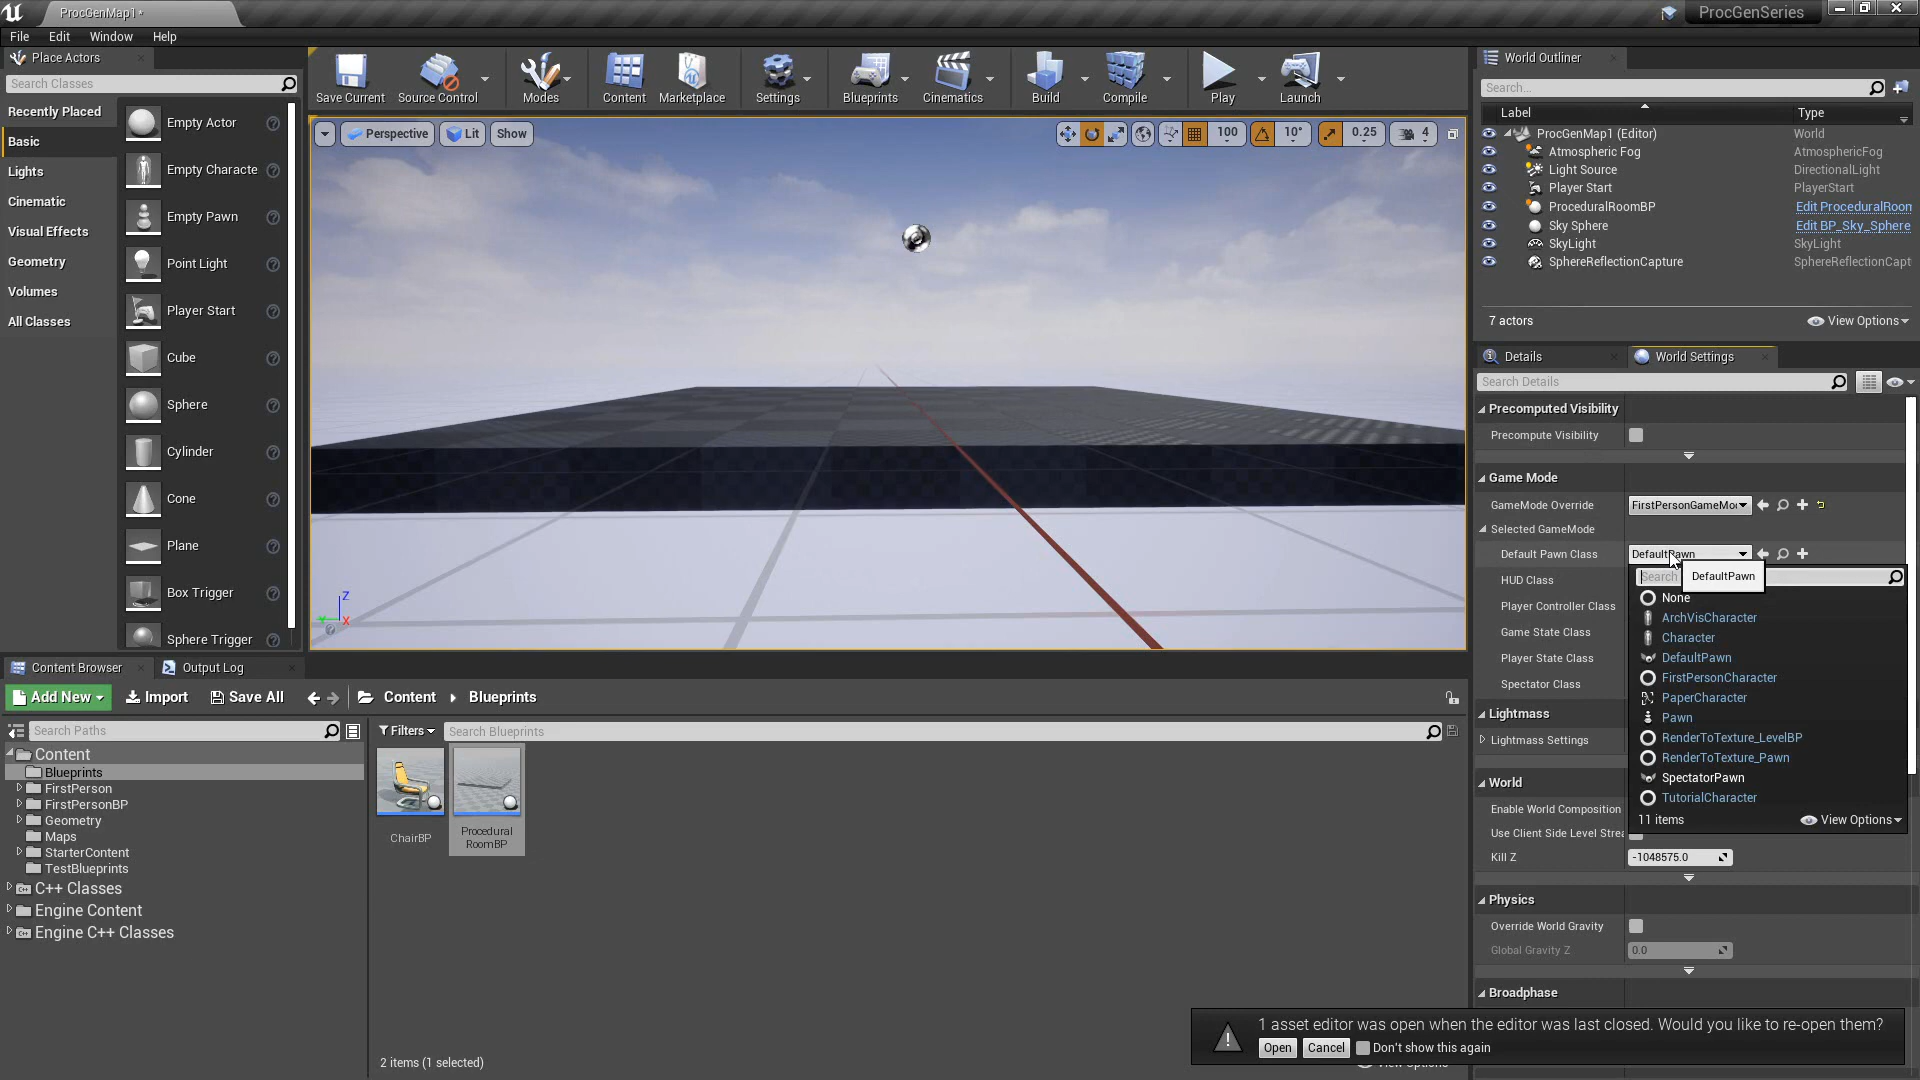 ProcGenMap1*
ProcGenSeries
File Edit Window Help
Place Actors
Search Classes
Recently Placed
Basic
Lights
Cinematic
Visual Effects
Geometry
Volumes
All Classes
Empty Actor
Empty Characte
Empty Pawn
Point Light
Player Start
Cube
Sphere
Cylinder
Cone
Plane
Box Trigger
Sphere Trigger
Save Current
Source Control
Modes
Content
Marketplace
Settings
Blueprints
Cinematics
Build
Compile
Play
Launch
Perspective
Lit
Show
100
10°
0.25
4
Z
Y
X
World Outliner
Search...
Label Type
ProcGenMap1 (Editor) World
Atmospheric Fog AtmosphericFog
Light Source DirectionalLight
Player Start PlayerStart
ProceduralRoomBP Edit ProceduralRoom
Sky Sphere Edit BP_Sky_Sphere
SkyLight SkyLight
SphereReflectionCapture SphereReflectionCapt
7 actors View Options
Details World Settings
Search Details
Precomputed Visibility
Precompute Visibility
Game Mode
GameMode Override FirstPersonGameMo
Selected GameMode
Default Pawn Class DefaultPawn
HUD Class
Player Controller Class
Game State Class
Player State Class
Spectator Class
Search
DefaultPawn
None
ArchVisCharacter
Character
DefaultPawn
FirstPersonCharacter
PaperCharacter
Pawn
RenderToTexture_LevelBP
RenderToTexture_Pawn
SpectatorPawn
TutorialCharacter
11 items View Options
Lightmass
Lightmass Settings
World
Enable World Composition
Use Client Side Level Strea
Kill Z -1048575.0
Physics
Override World Gravity
Global Gravity Z 0.0
Broadphase
Content Browser Output Log
Add New Import Save All Content Blueprints
Search Paths
Filters Search Blueprints
Content
Blueprints
FirstPerson
FirstPersonBP
Geometry
Maps
StarterContent
TestBlueprints
C++ Classes
Engine Content
Engine C++ Classes
ChairBP
Procedural
RoomBP
2 items (1 selected)
1 asset editor was open when the editor was last closed. Would you like to re-open them?
Open Cancel Don't show this again